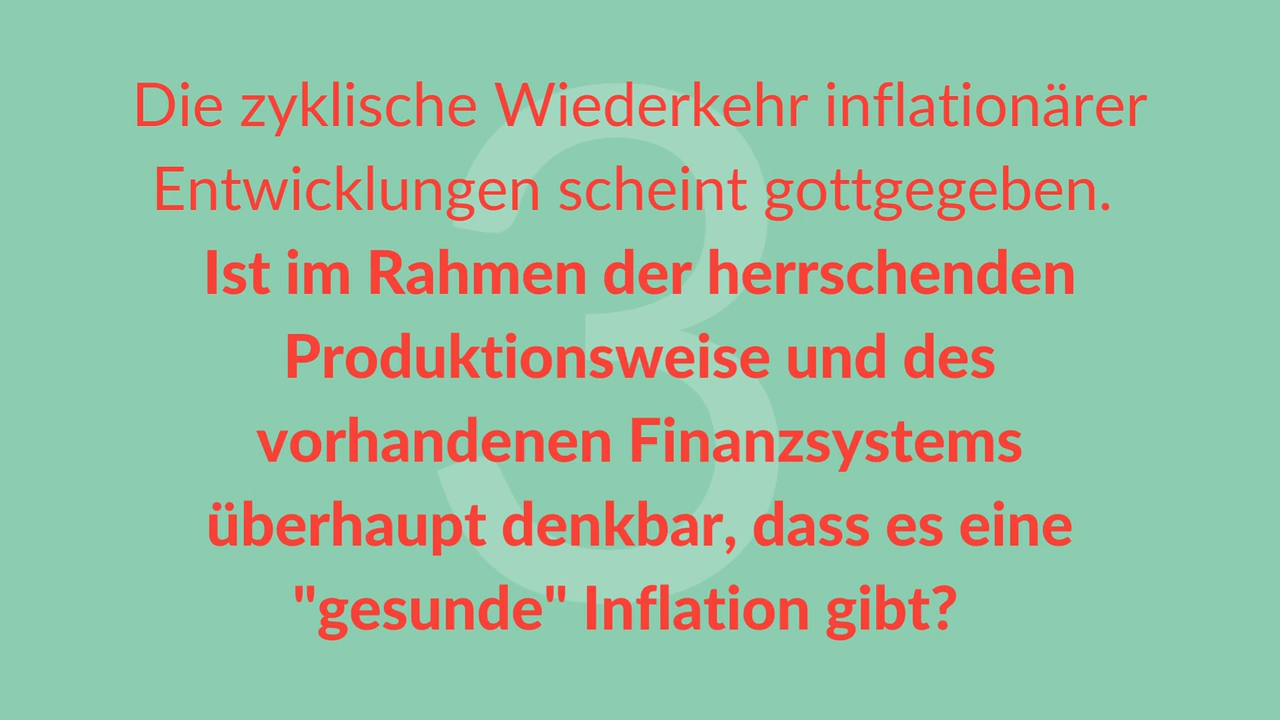 3
Die zyklische Wiederkehr inflationärer
Entwicklungen scheint gottgegeben.
Ist im Rahmen der herrschenden
Produktionsweise und des
vorhandenen Finanzsystems
überhaupt denkbar, dass es eine
"gesunde" Inflation gibt?